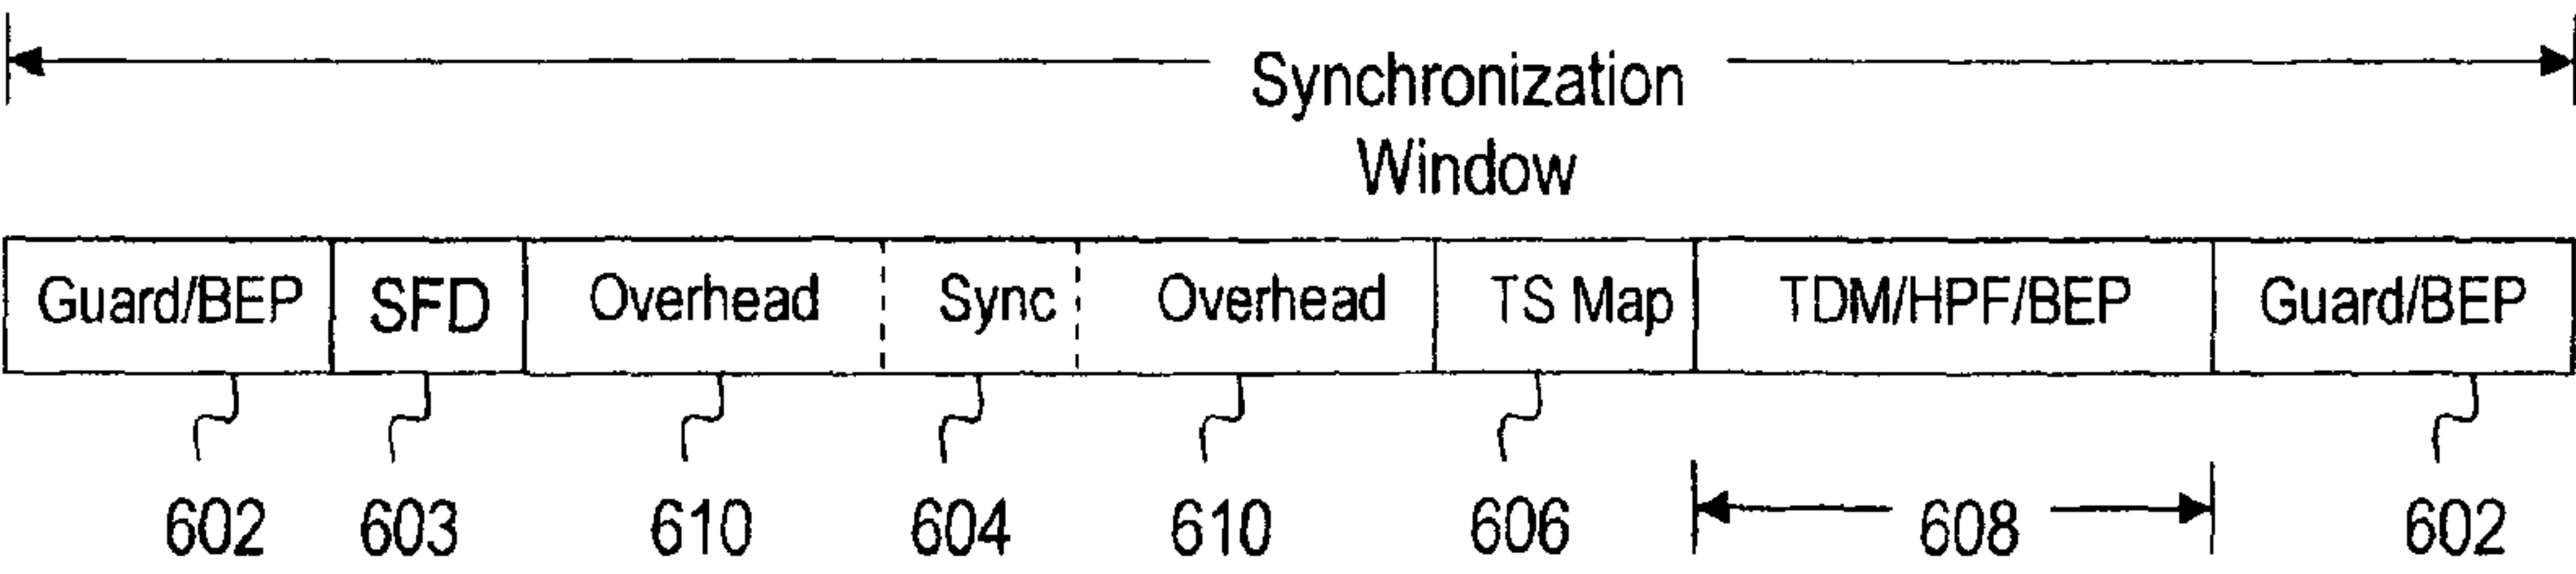 Synchronization
Window
Guard/BEP SFD Overhead Sync Overhead TS Map TDM/HPF/BEP Guard/BEP
602 603 610 604 610 606 608 602